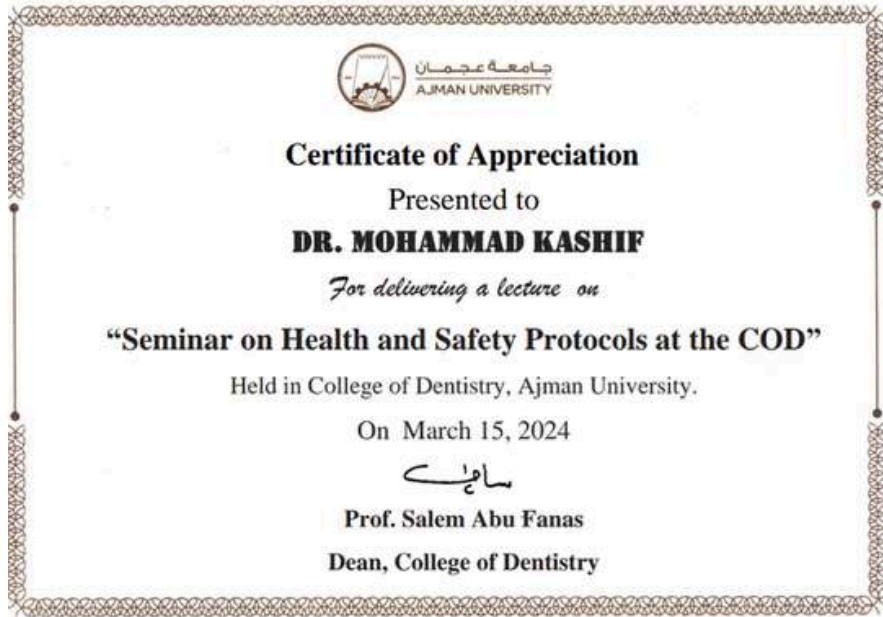 جامعة عجمان
AJMAN UNIVERSITY
Certificate of Appreciation
Presented to
DR. MOHAMMAD KASHIF
For delivering a lecture on
“Seminar on Health and Safety Protocols at the COD”
Held in College of Dentistry, Ajman University.
On March 15, 2024
Prof. Salem Abu Fanas
Dean, College of Dentistry